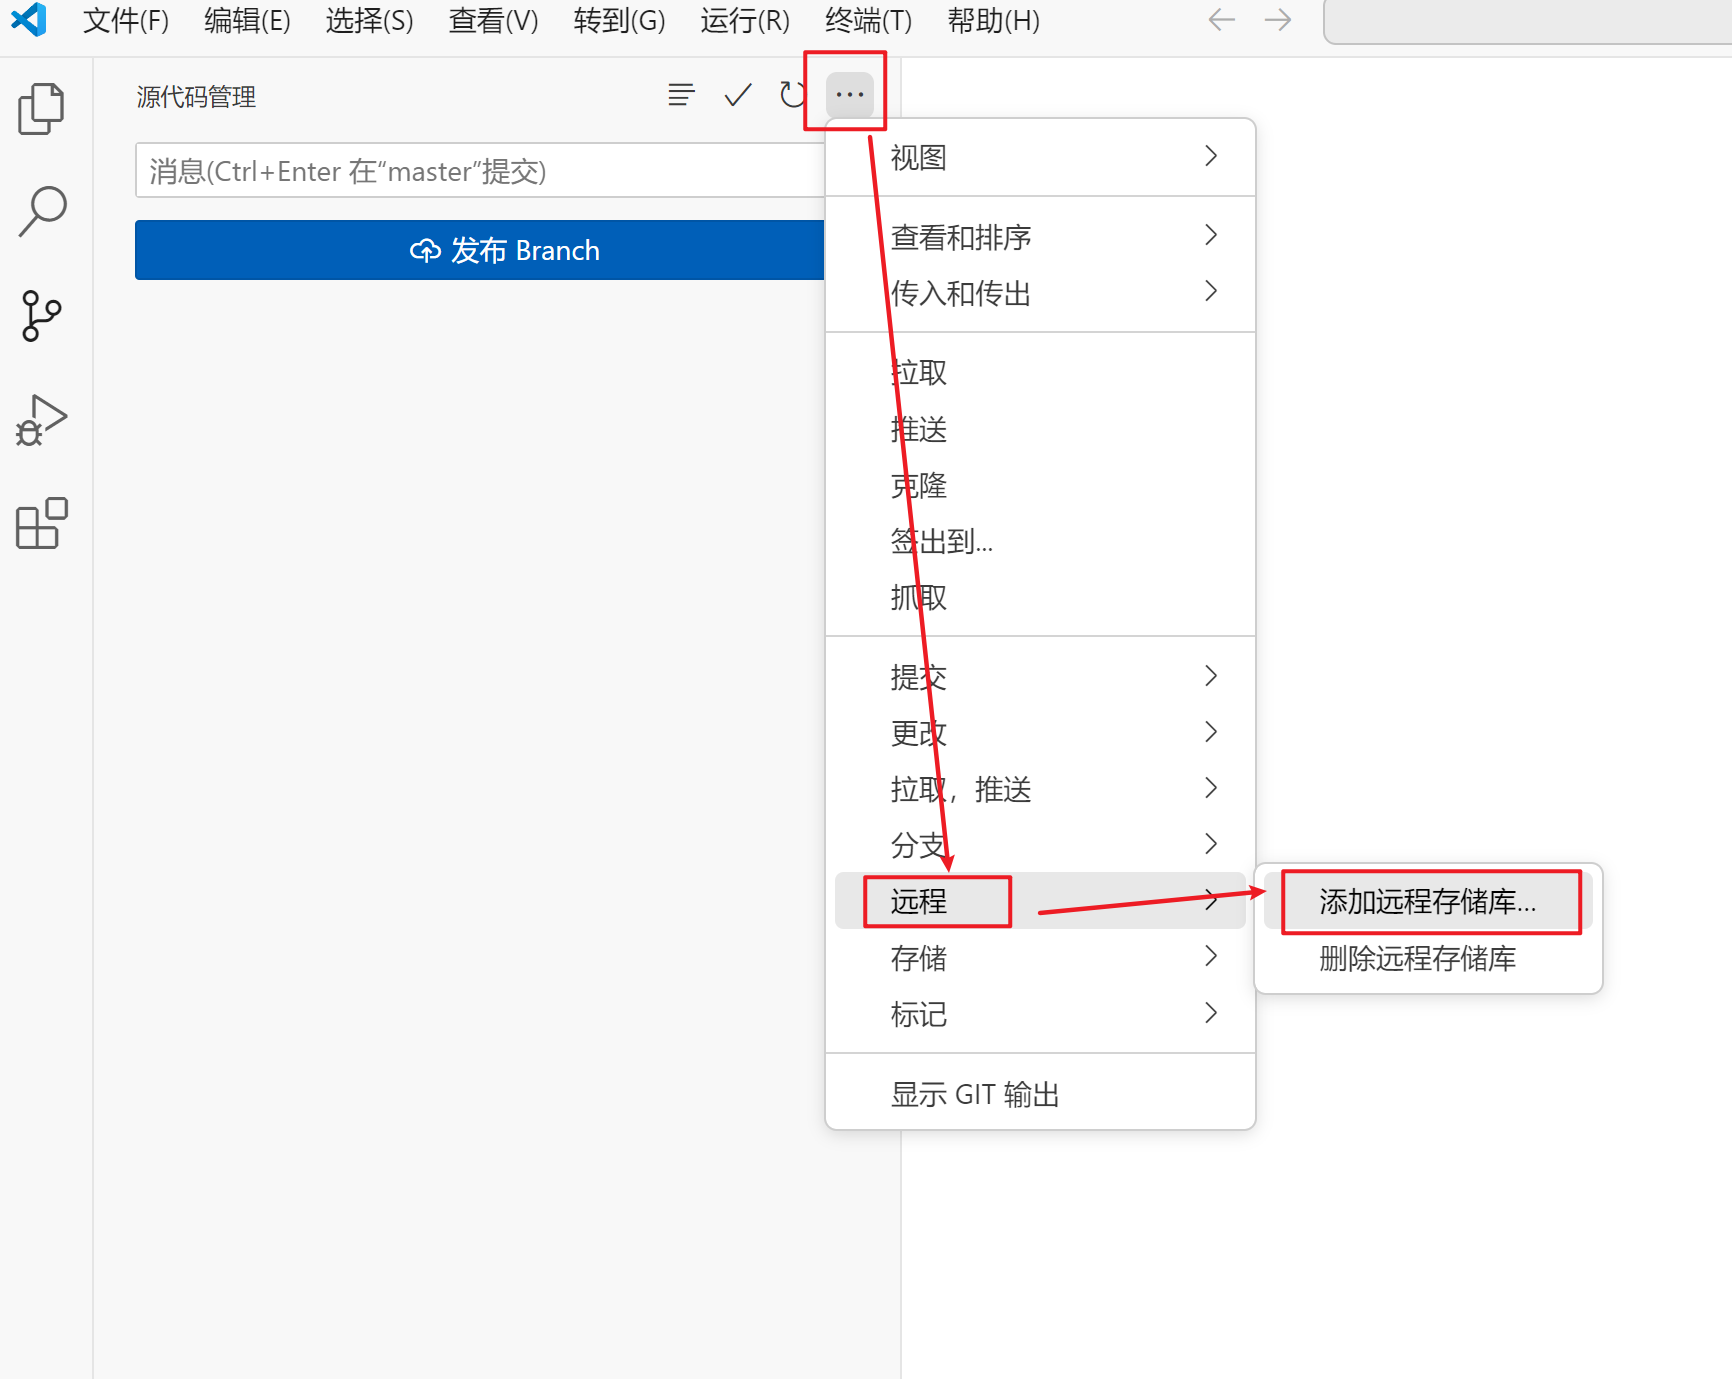 文件(F) 编辑(E) 选择(S) 查看(V) 转到(G) 运行(R) 终端(T) 帮助(H)
源代码管理
消息(Ctrl+Enter 在“master”提交)
发布 Branch
视图
查看和排序
传入和传出
拉取
推送
克隆
签出到...
抓取
提交
更改
拉取，推送
分支
远程
存储
标记
显示 GIT 输出
添加远程存储库...
删除远程存储库